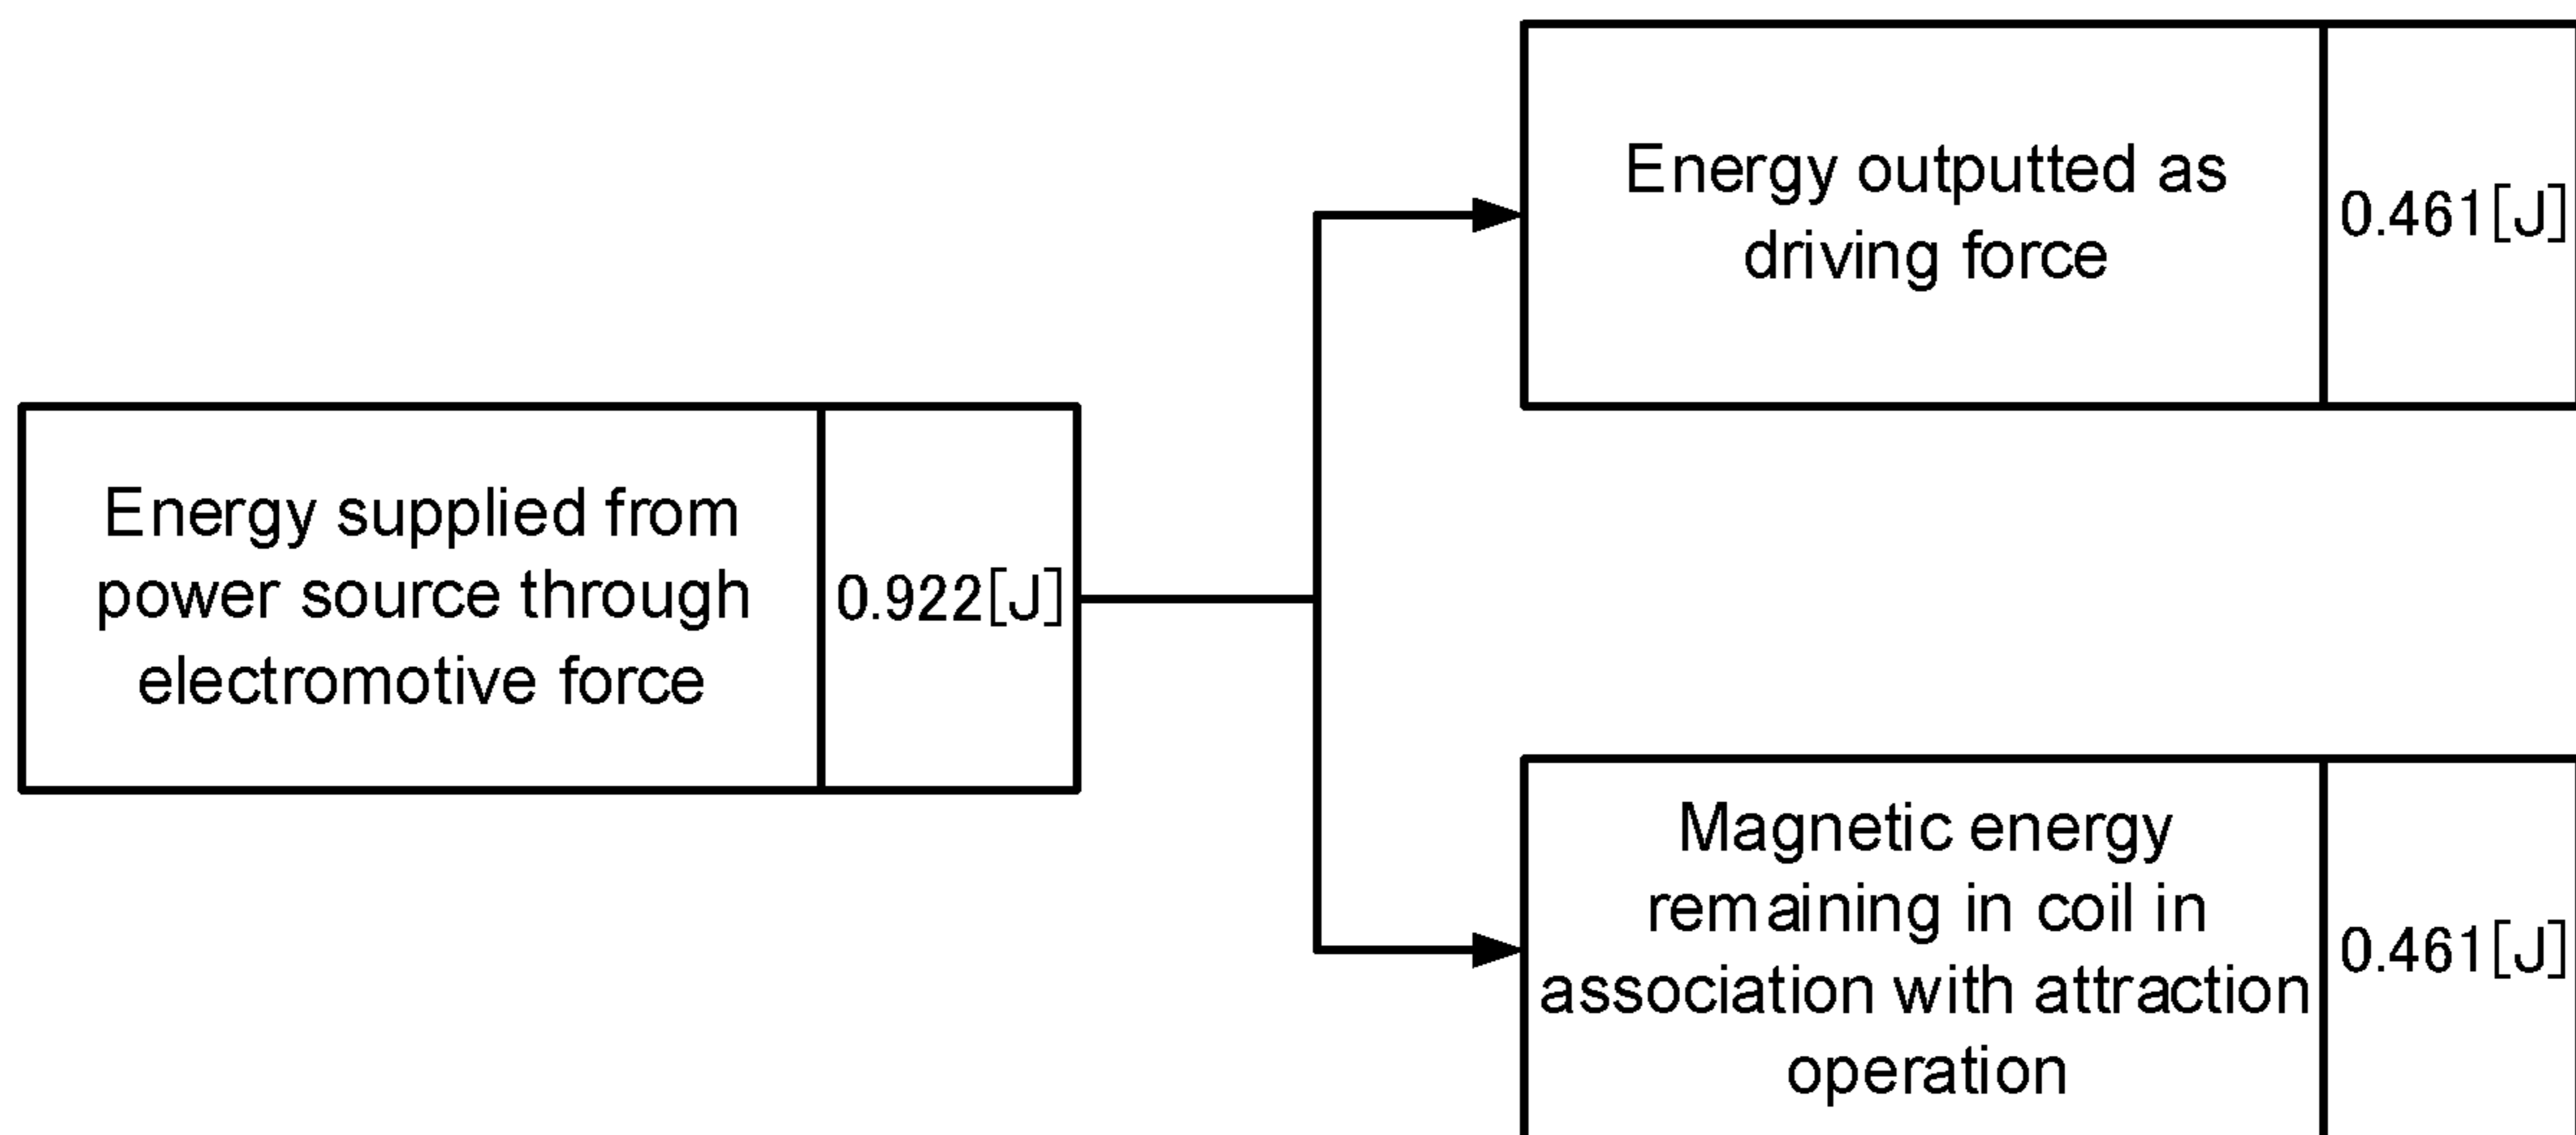 Energy outputted as
driving force
0.461[J]
Energy supplied from
power source through
electromotive force
0.922[J]
Magnetic energy
remaining in coil in
association with attraction
operation
0.461[J]